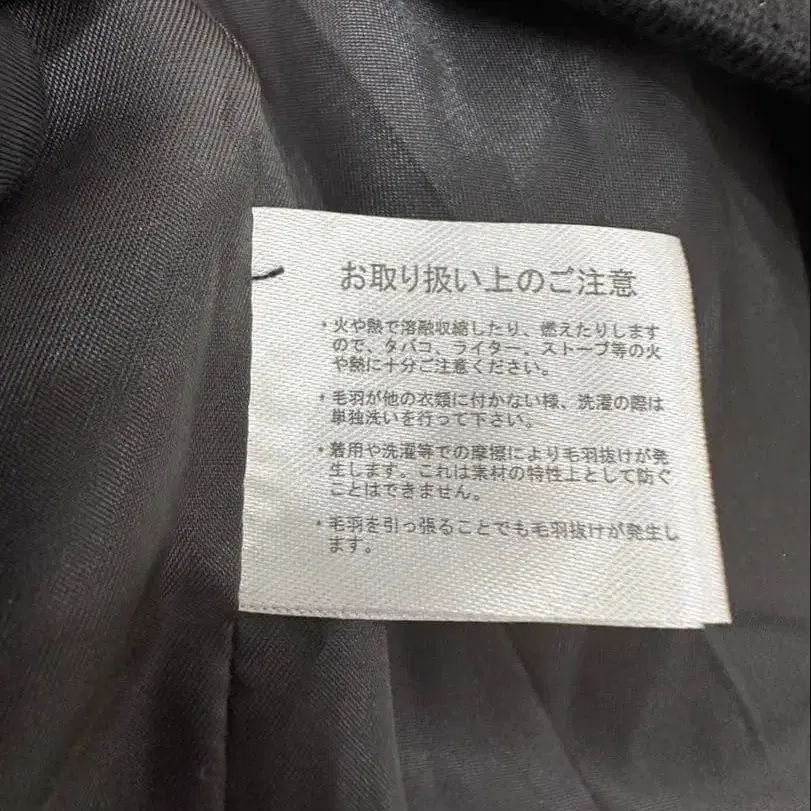 お取り扱い上のご注意
・火や熱で溶融収縮したり、燃えたりします
ので、タバコ、ライター、ストーブ等の火
や熱に十分ご注意ください。
・毛羽が他の衣類に付かない様、洗濯の際は
単独洗いを行って下さい。
・着用や洗濯等での摩擦により毛羽抜けが発
生します。これは素材の特性上として防ぐ
ことはできません。
・毛羽を引っ張ることでも毛羽抜けが発生し
ます。